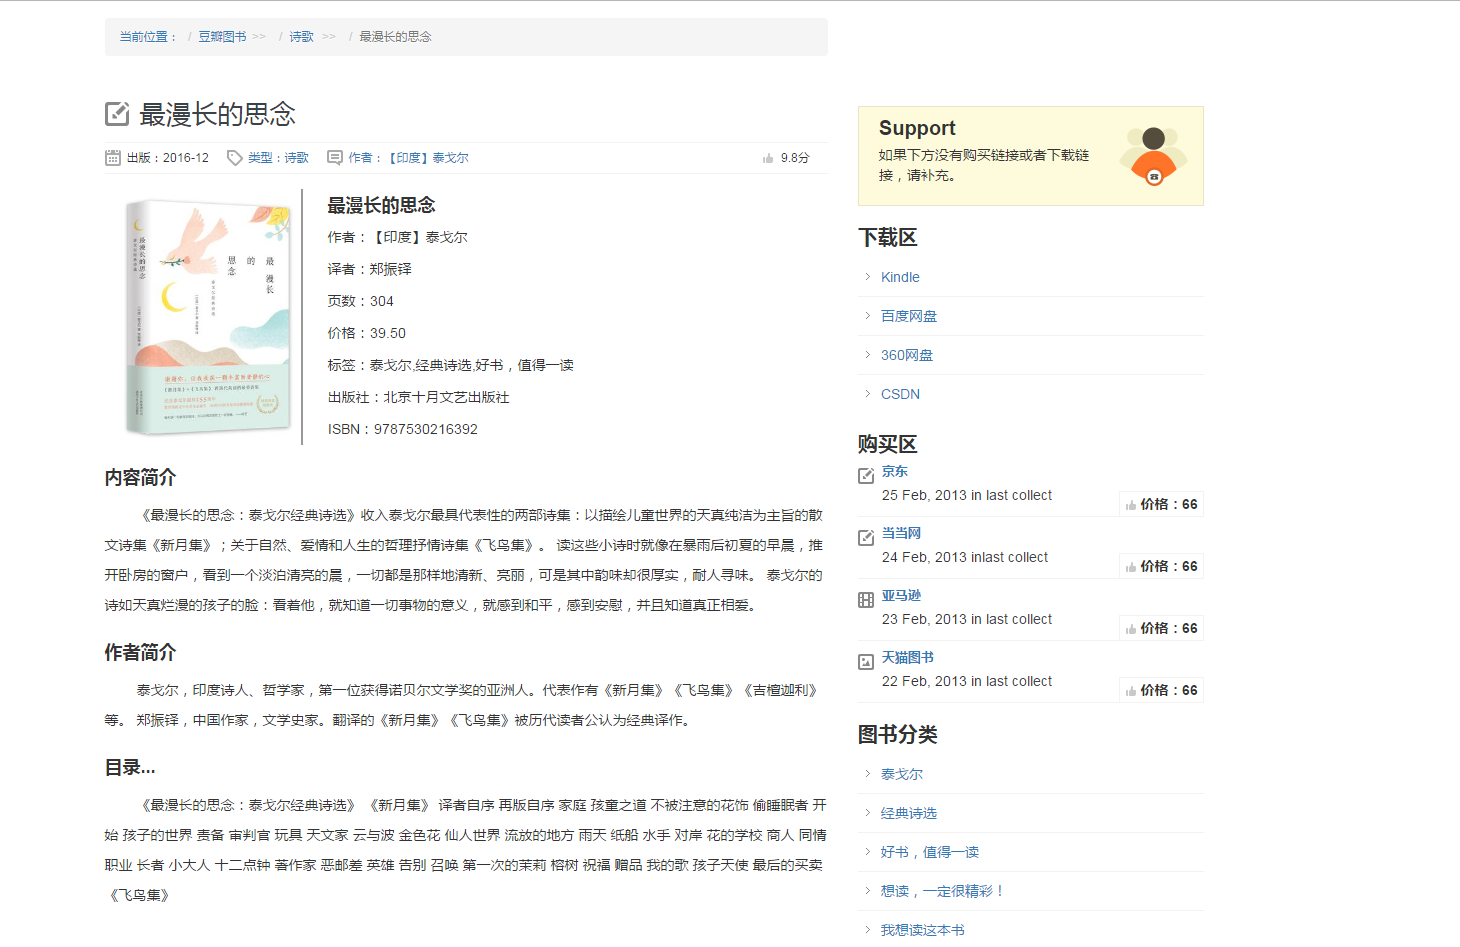 当前位置： / 豆瓣图书 >> / 诗歌 >> / 最漫长的思念
最漫长的思念
出版：2016-12 类型：诗歌 作者：【印度】泰戈尔 9.8分
最漫长的思念
最漫长
的
思念
最漫长的思念
作者：【印度】泰戈尔
译者：郑振铎
页数：304
价格：39.50
标签：泰戈尔,经典诗选,好书，值得一读
出版社：北京十月文艺出版社
ISBN：9787530216392
内容简介
《最漫长的思念：泰戈尔经典诗选》收入泰戈尔最具代表性的两部诗集：以描绘儿童世界的天真纯洁为主旨的散
文诗集《新月集》；关于自然、爱情和人生的哲理抒情诗集《飞鸟集》。 读这些小诗时就像在暴雨后初夏的早晨，推
开卧房的窗户，看到一个淡泊清亮的晨，一切都是那样地清新、亮丽，可是其中韵味却很厚实，耐人寻味。 泰戈尔的
诗如天真烂漫的孩子的脸：看着他，就知道一切事物的意义，就感到和平，感到安慰，并且知道真正相爱。
作者简介
泰戈尔，印度诗人、哲学家，第一位获得诺贝尔文学奖的亚洲人。代表作有《新月集》《飞鸟集》《吉檀迦利》
等。 郑振铎，中国作家，文学史家。翻译的《新月集》《飞鸟集》被历代读者公认为经典译作。
目录...
《最漫长的思念：泰戈尔经典诗选》 《新月集》 译者自序 再版自序 家庭 孩童之道 不被注意的花饰 偷睡眠者 开
始 孩子的世界 责备 审判官 玩具 天文家 云与波 金色花 仙人世界 流放的地方 雨天 纸船 水手 对岸 花的学校 商人 同情
职业 长者 小大人 十二点钟 著作家 恶邮差 英雄 告别 召唤 第一次的茉莉 榕树 祝福 赠品 我的歌 孩子天使 最后的买卖
《飞鸟集》
Support
如果下方没有购买链接或者下载链
接，请补充。
下载区
Kindle
百度网盘
360网盘
CSDN
购买区
京东
25 Feb, 2013 in last collect
价格：66
当当网
24 Feb, 2013 inlast collect
价格：66
亚马逊
23 Feb, 2013 in last collect
价格：66
天猫图书
22 Feb, 2013 in last collect
价格：66
图书分类
泰戈尔
经典诗选
好书，值得一读
想读，一定很精彩！
我想读这本书